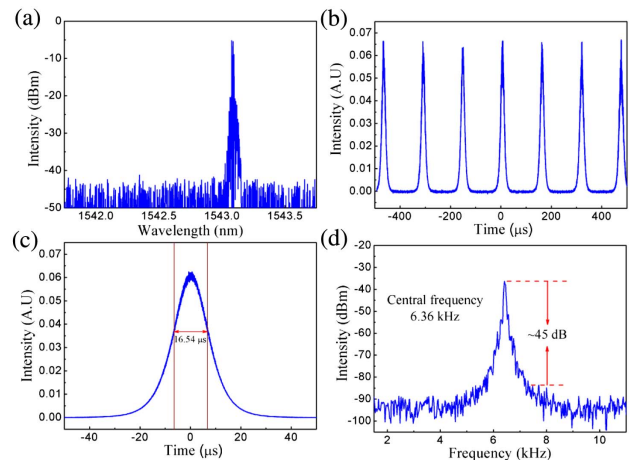 (a)
0
-10
-20
-30
-40
-50
Intensity (dBm)
1542.0 1542.5 1543.0 1543.5
Wavelength (nm)
(b)
0.07
0.06
0.05
0.04
0.03
0.02
0.01
0.00
Intensity (A.U)
-400 -200 0 200 400
Time (μs)
(c)
0.07
0.06
0.05
0.04
0.03
0.02
0.01
0.00
Intensity (A.U)
16.54 μs
-40 -20 0 20 40
Time (μs)
(d)
-20
-30
-40
-50
-60
-70
-80
-90
-100
Intensity (dBm)
Central frequency
6.36 kHz
~45 dB
2 4 6 8 10
Frequency (kHz)